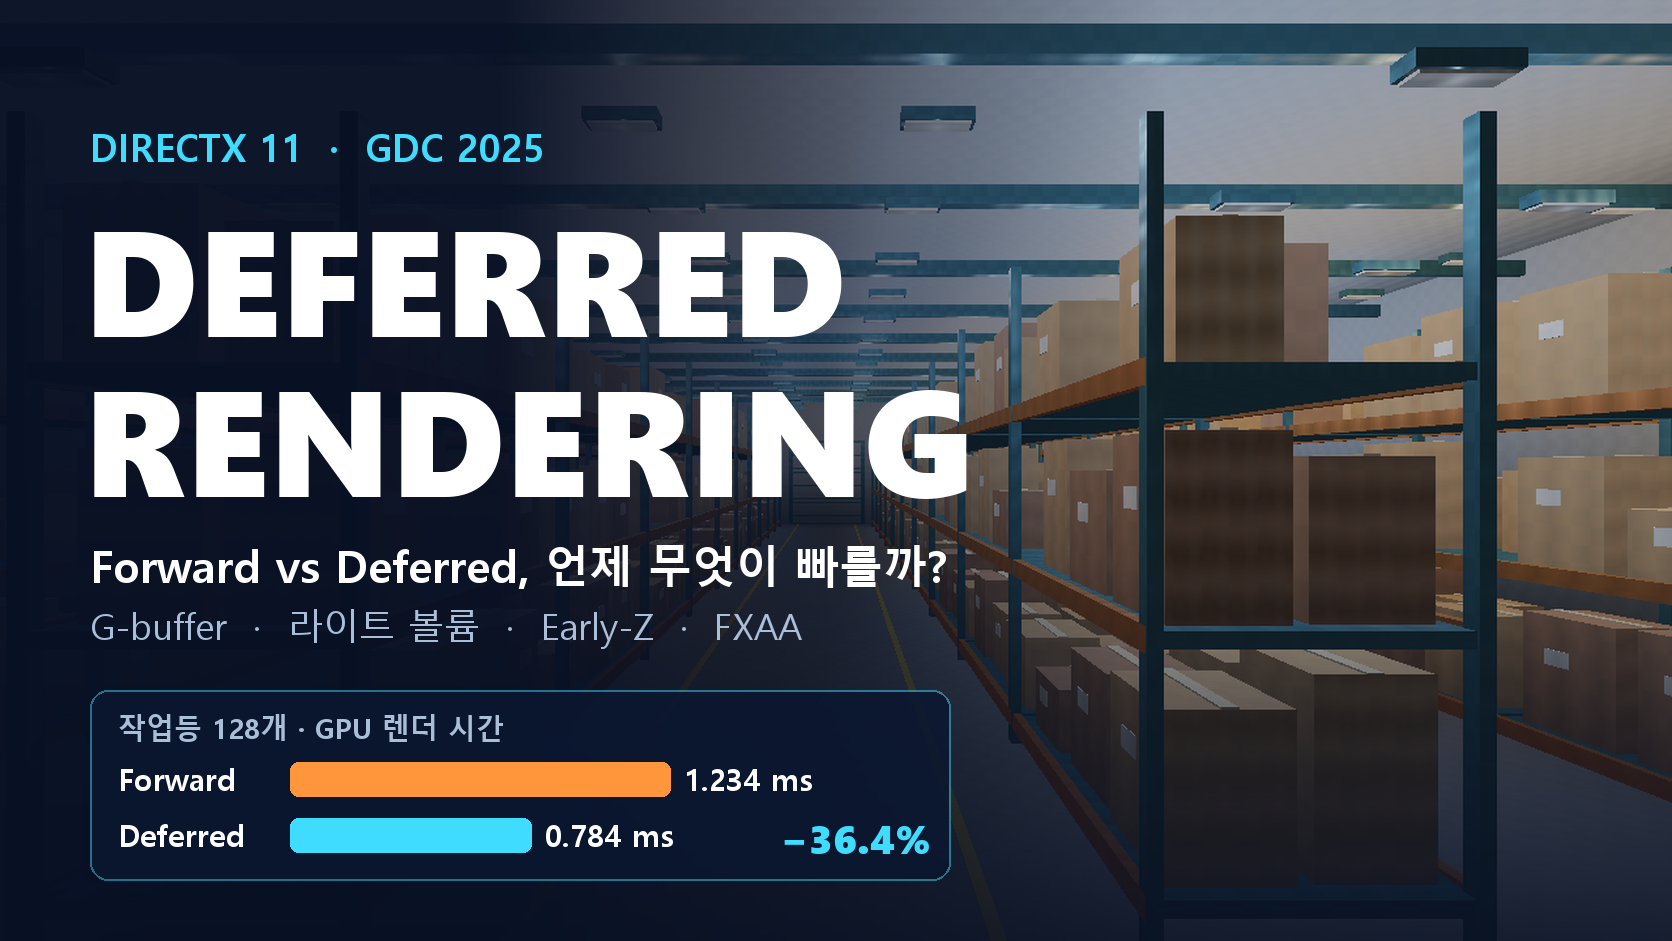 DIRECTX 11 · GDC 2025
DEFERRED
RENDERING
Forward vs Deferred, 언제 무엇이 빠를까?
G-buffer · 라이트 볼륨 · Early-Z · FXAA
작업등 128개 · GPU 렌더 시간
Forward 1.234 ms
Deferred 0.784 ms −36.4%